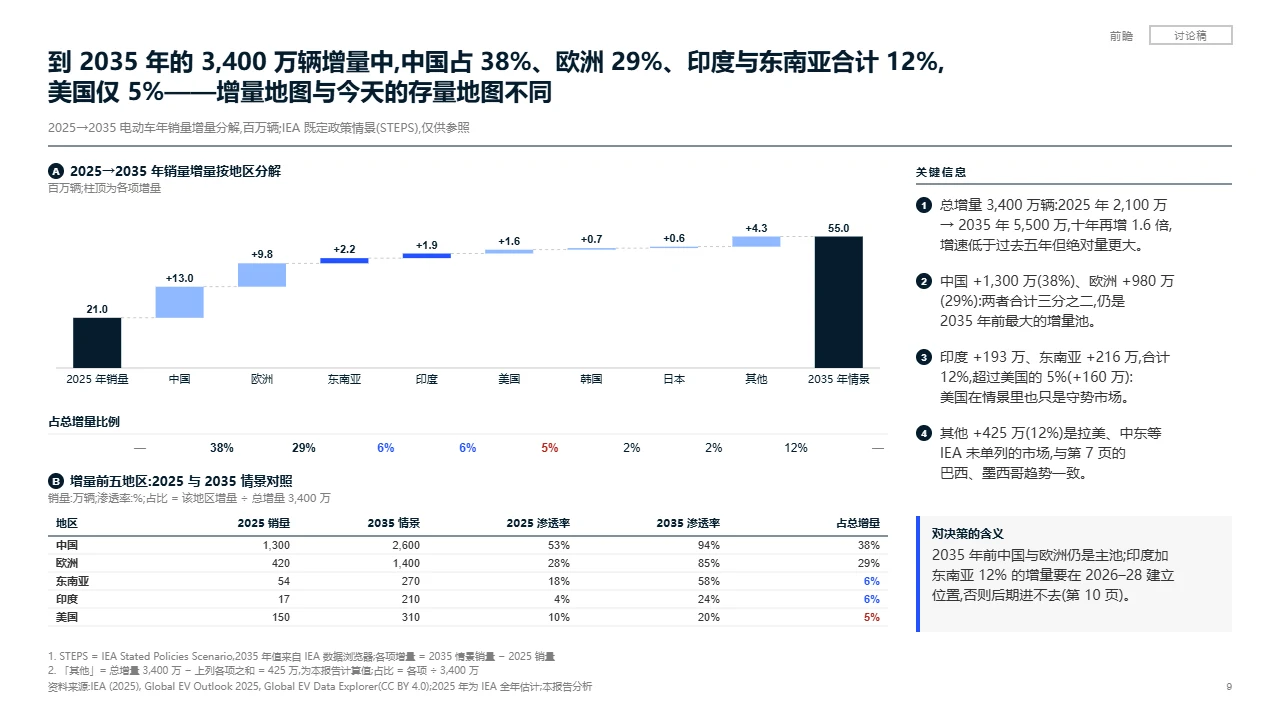 前瞻
讨论稿
到 2035 年的 3,400 万辆增量中,中国占 38%、欧洲 29%、印度与东南亚合计 12%,
美国仅 5%——增量地图与今天的存量地图不同
2025→2035 电动车年销量增量分解,百万辆;IEA 既定政策情景(STEPS),仅供参照
A 2025→2035 年销量增量按地区分解
百万辆;柱顶为各项增量
21.0 +13.0 +9.8 +2.2 +1.9 +1.6 +0.7 +0.6 +4.3 55.0
2025 年销量 中国 欧洲 东南亚 印度 美国 韩国 日本 其他 2035 年情景
占总增量比例
— 38% 29% 6% 6% 5% 2% 2% 12% —
B 增量前五地区:2025 与 2035 情景对照
销量:万辆;渗透率:%;占比 = 该地区增量 ÷ 总增量 3,400 万
地区 2025 销量 2035 情景 2025 渗透率 2035 渗透率 占总增量
中国 1,300 2,600 53% 94% 38%
欧洲 420 1,400 28% 85% 29%
东南亚 54 270 18% 58% 6%
印度 17 210 4% 24% 6%
美国 150 310 10% 20% 5%
关键信息
1 总增量 3,400 万辆:2025 年 2,100 万
→ 2035 年 5,500 万,十年再增 1.6 倍,
增速低于过去五年但绝对量更大。
2 中国 +1,300 万(38%)、欧洲 +980 万
(29%):两者合计三分之二,仍是
2035 年前最大的增量池。
3 印度 +193 万、东南亚 +216 万,合计
12%,超过美国的 5%(+160 万):
美国在情景里也只是守势市场。
4 其他 +425 万(12%)是拉美、中东等
IEA 未单列的市场,与第 7 页的
巴西、墨西哥趋势一致。
对决策的含义
2035 年前中国与欧洲仍是主池;印度加
东南亚 12% 的增量要在 2026–28 建立
位置,否则后期进不去(第 10 页)。
1. STEPS = IEA Stated Policies Scenario,2035 年值来自 IEA 数据浏览器;各项增量 = 2035 情景销量 − 2025 销量
2. 「其他」= 总增量 3,400 万 − 上列各项之和 = 425 万,为本报告计算值;占比 = 各项 ÷ 3,400 万
资料来源:IEA (2025), Global EV Outlook 2025, Global EV Data Explorer(CC BY 4.0);2025 年为 IEA 全年估计;本报告分析
9